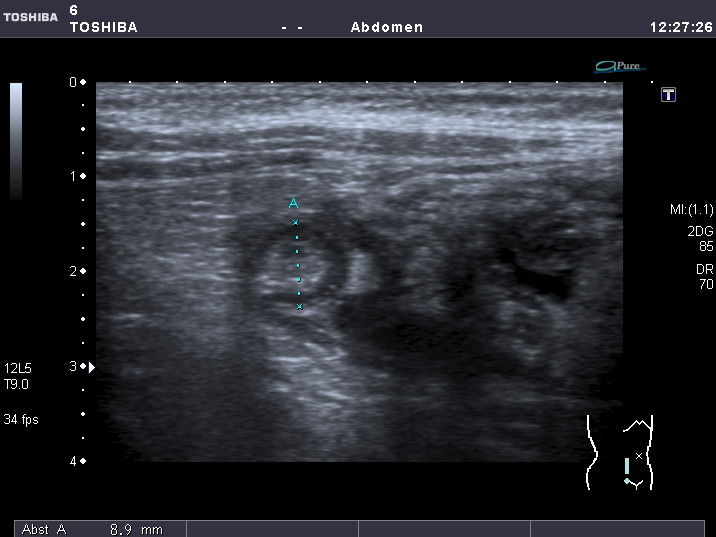 TOSHIBA
6
TOSHIBA - - Abdomen 12:27:26
aPure
T
0
1
A
2
3
4
MI:(1.1)
2DG
85
DR
70
12L5
T9.0
34 fps
Abst A 8.9 mm